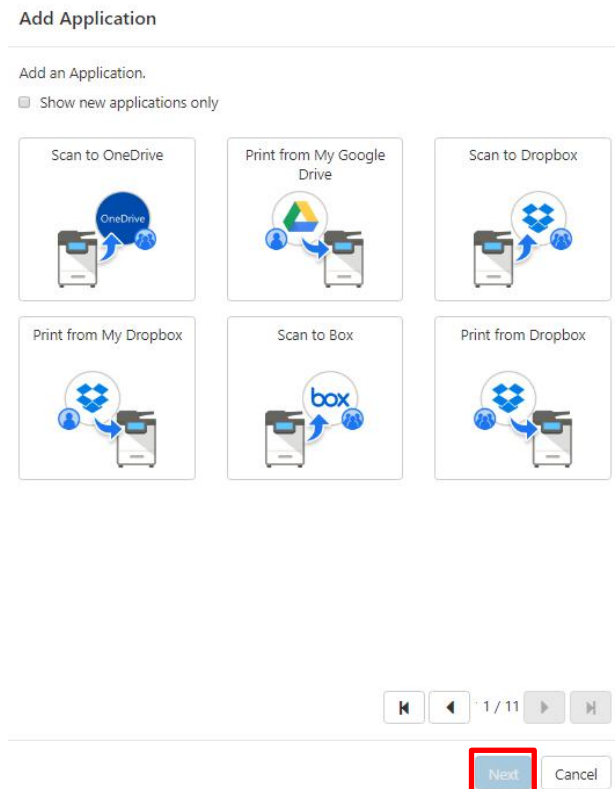 Add Application
Add an Application.
Show new applications only
Scan to OneDrive
OneDrive
Print from My Google
Drive
Scan to Dropbox
Print from My Dropbox
Scan to Box
box
Print from Dropbox
1 / 11
Next
Cancel